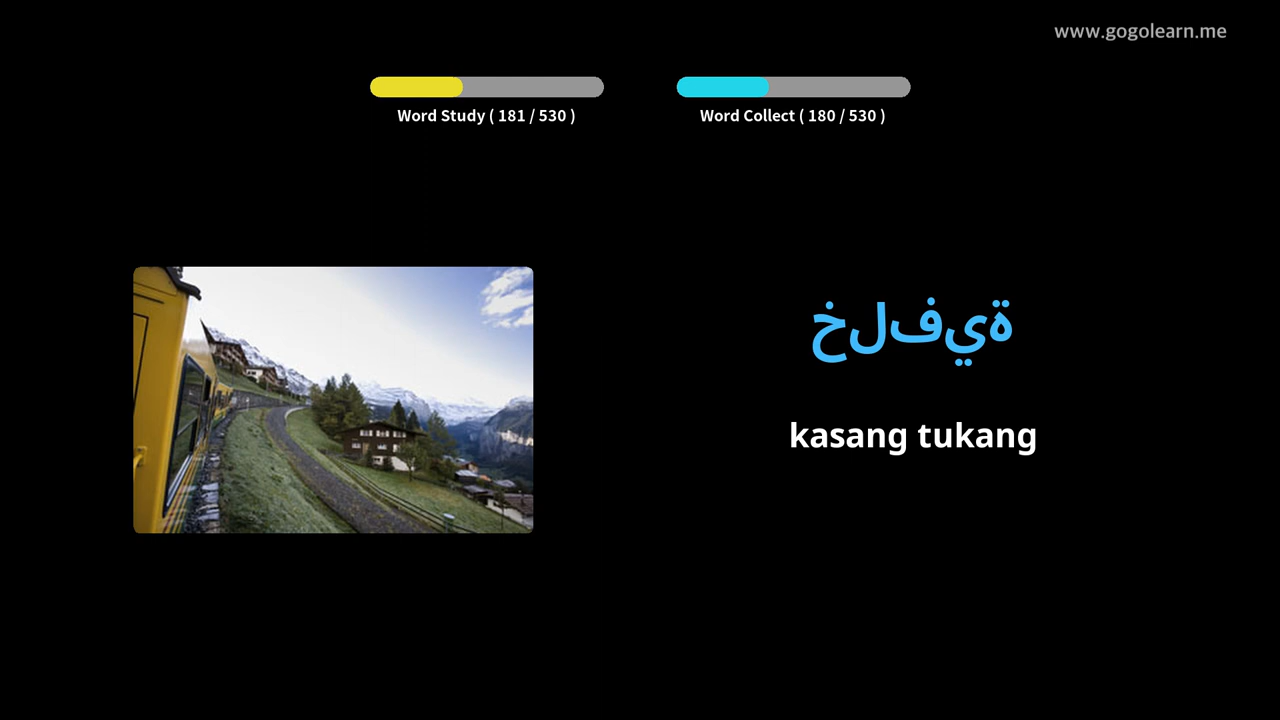 www.gogolearn.me
Word Study ( 181 / 530 )
Word Collect ( 180 / 530 )
خلفية
kasang tukang